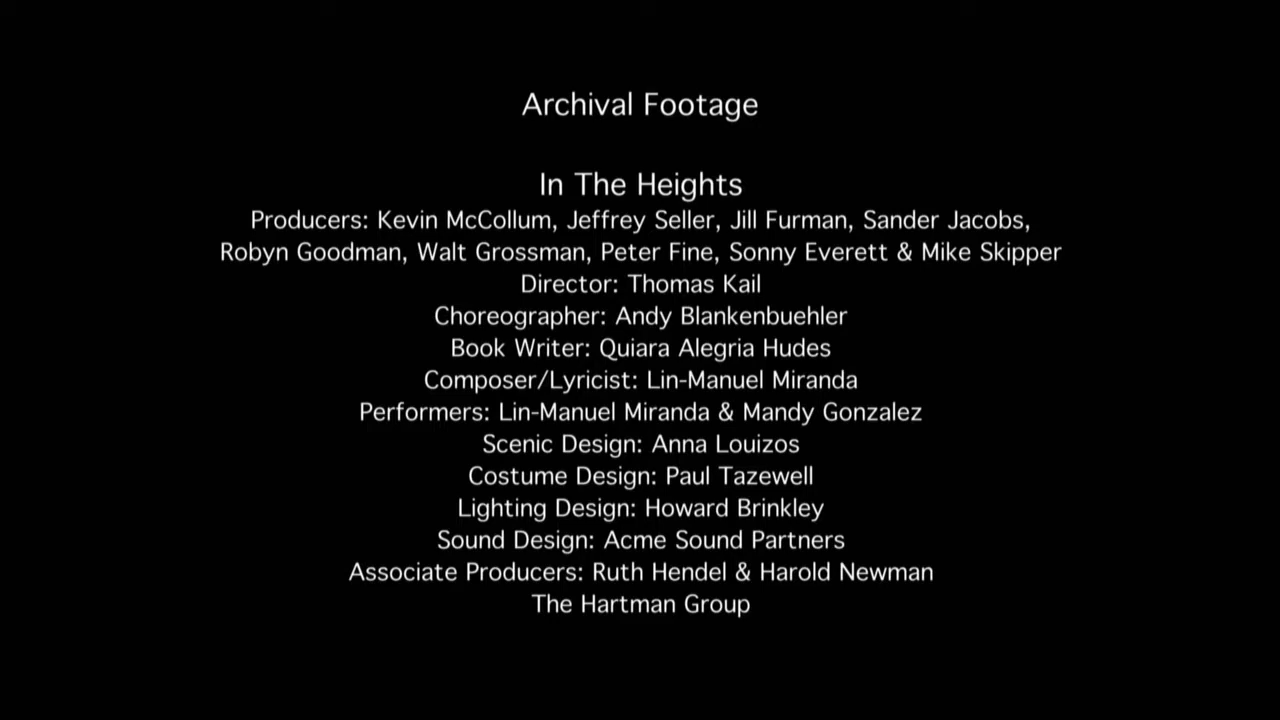 Archival Footage
In The Heights
Producers: Kevin McCollum, Jeffrey Seller, Jill Furman, Sander Jacobs,
Robyn Goodman, Walt Grossman, Peter Fine, Sonny Everett & Mike Skipper
Director: Thomas Kail
Choreographer: Andy Blankenbuehler
Book Writer: Quiara Alegria Hudes
Composer/Lyricist: Lin-Manuel Miranda
Performers: Lin-Manuel Miranda & Mandy Gonzalez
Scenic Design: Anna Louizos
Costume Design: Paul Tazewell
Lighting Design: Howard Brinkley
Sound Design: Acme Sound Partners
Associate Producers: Ruth Hendel & Harold Newman
The Hartman Group